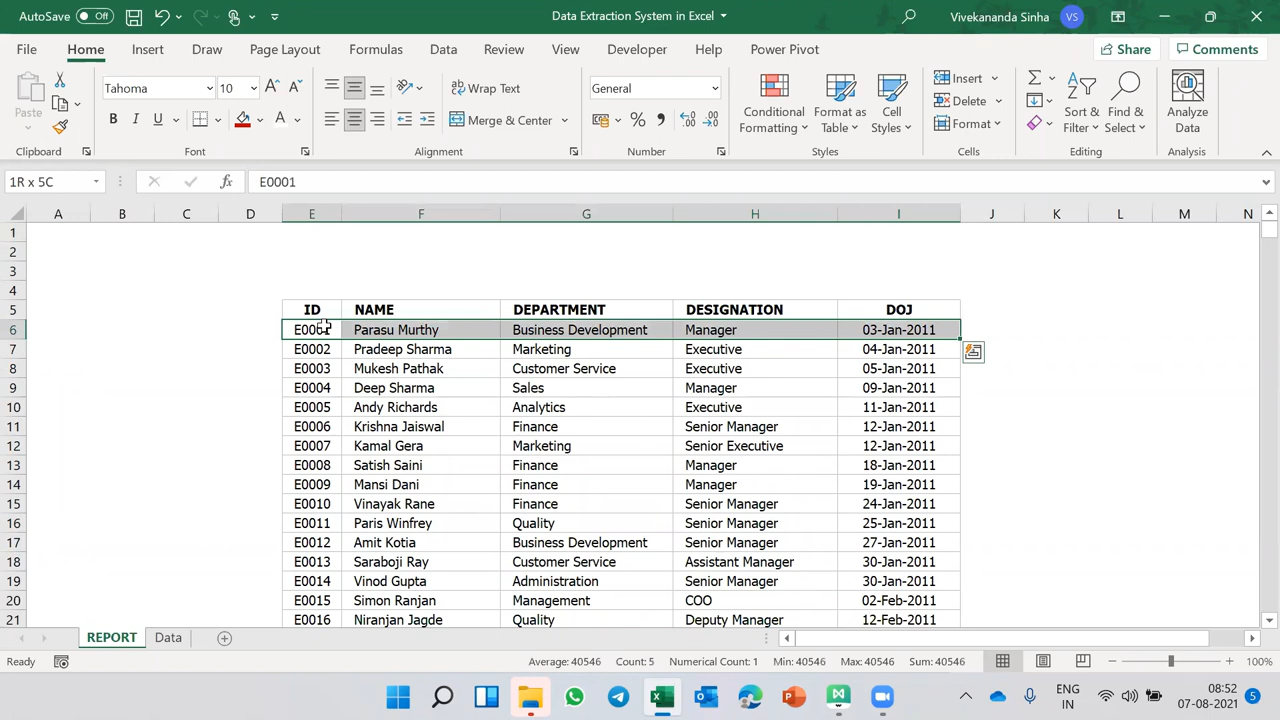 AutoSave Off Data Extraction System in Excel Vivekananda Sinha VS
File Home Insert Draw Page Layout Formulas Data Review View Developer Help Power Pivot Share Comments
Paste Tahoma 10 Wrap Text General Conditional Formatting Format as Table Cell Styles Insert Sort & Filter Find & Select Analyze Data
B I U A Merge & Center % , Delete
Format
Clipboard Font Alignment Number Styles Cells Editing Analysis
1R x 5C fx E0001
A B C D E F G H I J K L M N
1
2
3
4
5 ID NAME DEPARTMENT DESIGNATION DOJ
6 E0001 Parasu Murthy Business Development Manager 03-Jan-2011
7 E0002 Pradeep Sharma Marketing Executive 04-Jan-2011
8 E0003 Mukesh Pathak Customer Service Executive 05-Jan-2011
9 E0004 Deep Sharma Sales Manager 09-Jan-2011
10 E0005 Andy Richards Analytics Executive 11-Jan-2011
11 E0006 Krishna Jaiswal Finance Senior Manager 12-Jan-2011
12 E0007 Kamal Gera Marketing Senior Executive 12-Jan-2011
13 E0008 Satish Saini Finance Manager 18-Jan-2011
14 E0009 Mansi Dani Finance Manager 19-Jan-2011
15 E0010 Vinayak Rane Finance Senior Manager 24-Jan-2011
16 E0011 Paris Winfrey Quality Senior Manager 25-Jan-2011
17 E0012 Amit Kotia Business Development Senior Manager 27-Jan-2011
18 E0013 Saraboji Ray Customer Service Assistant Manager 30-Jan-2011
19 E0014 Vinod Gupta Administration Senior Manager 30-Jan-2011
20 E0015 Simon Ranjan Management COO 02-Feb-2011
21 E0016 Niranjan Jagde Quality Deputy Manager 12-Feb-2011
REPORT Data
Ready Average: 40546 Count: 5 Numerical Count: 1 Min: 40546 Max: 40546 Sum: 40546 100%
ENG 08:52
IN 07-08-2021 5